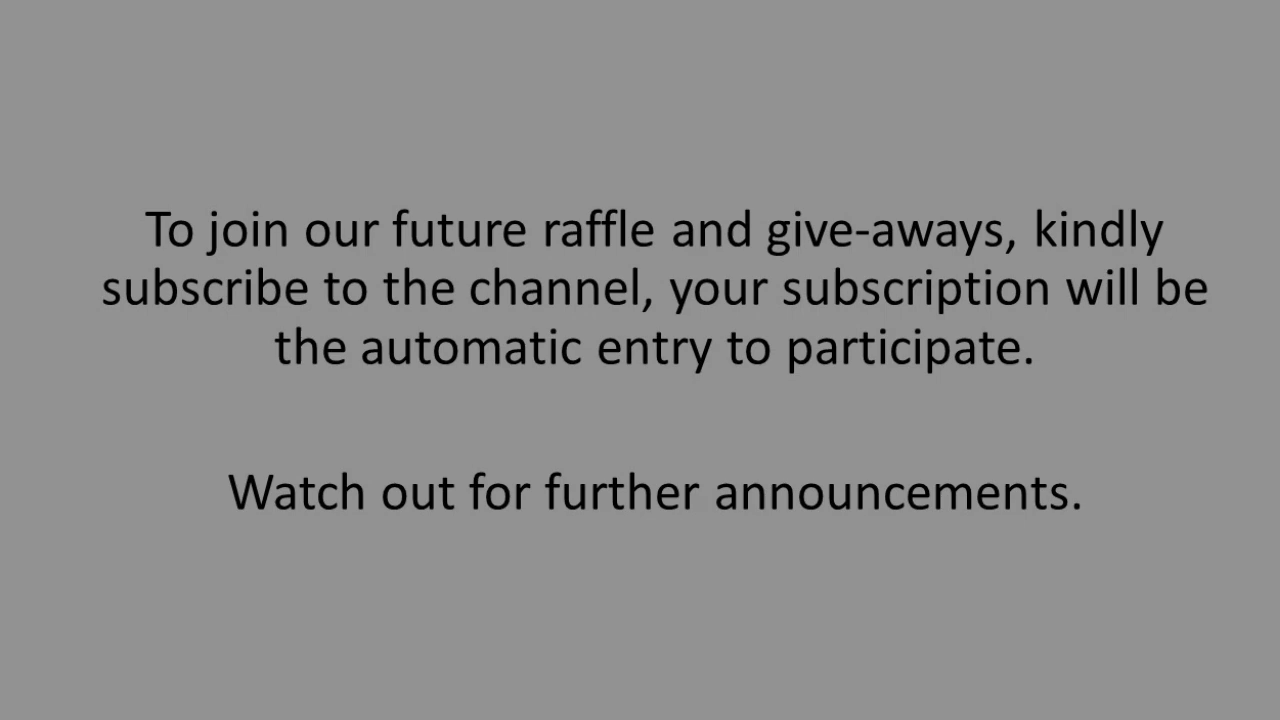 To join our future raffle and give-aways, kindly
subscribe to the channel, your subscription will be
the automatic entry to participate.
Watch out for further announcements.